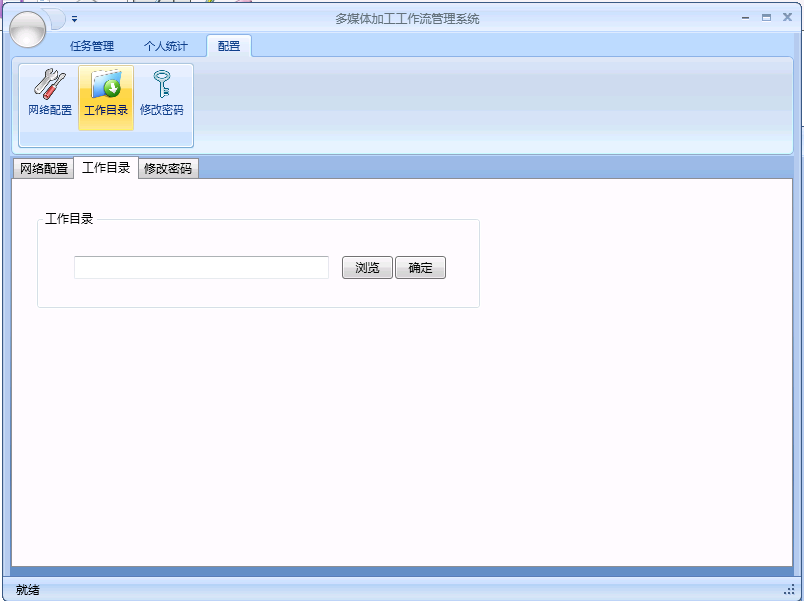 多媒体加工工作流管理系统
任务管理 个人统计 配置
网络配置 工作目录 修改密码
网络配置 工作目录 修改密码
工作目录
浏览 确定
就绪